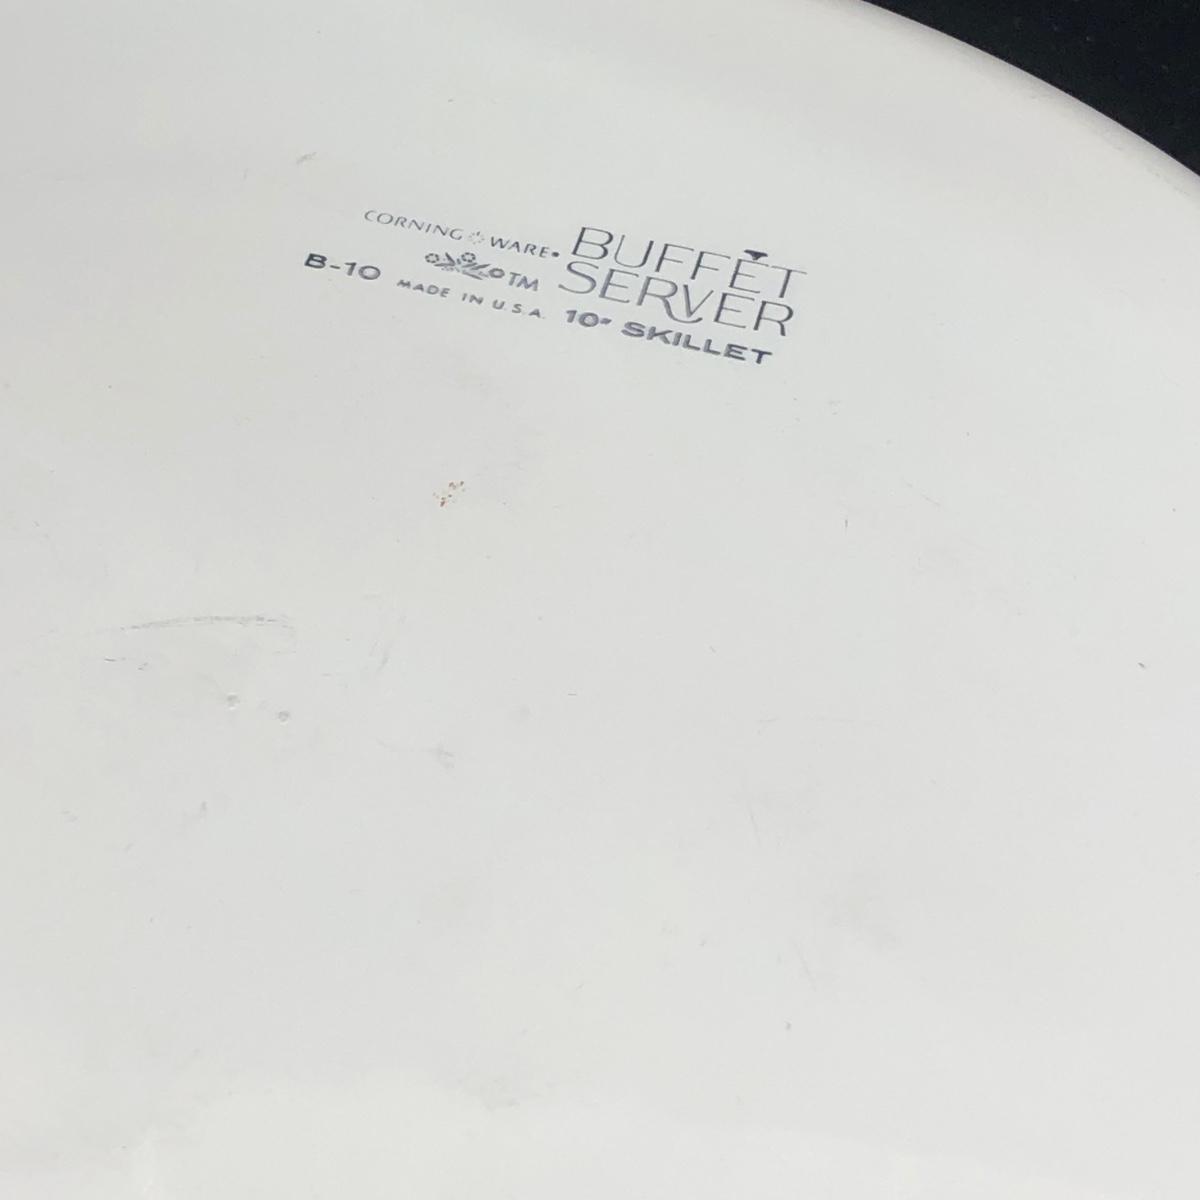 CORNING WARE® BUFFET
SERVER
TM
B-10 MADE IN U.S.A. 10" SKILLET